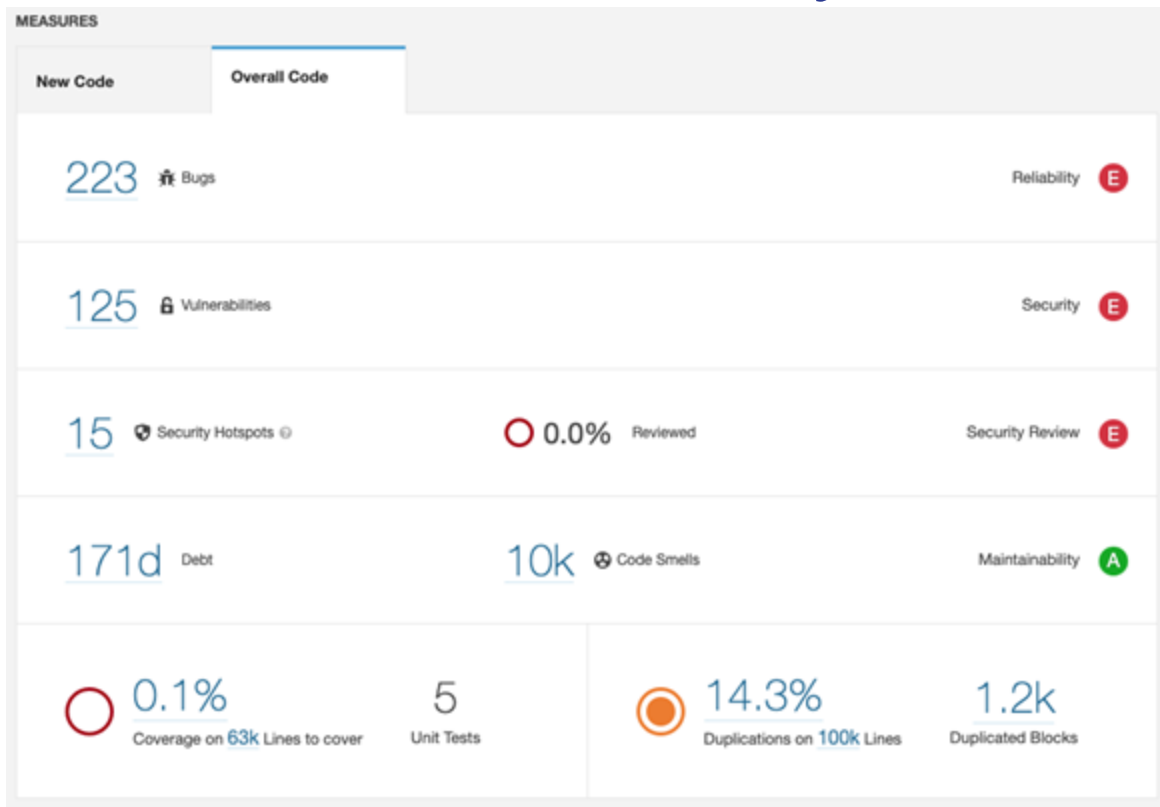 MEASURES
New Code
Overall Code
223 Bugs
Reliability E
125 Vulnerabilities
Security E
15 Security Hotspots ?
0.0% Reviewed
Security Review E
171d Debt
10k Code Smells
Maintainability A
0.1%
Coverage on 63k Lines to cover
5
Unit Tests
14.3%
Duplications on 100k Lines
1.2k
Duplicated Blocks